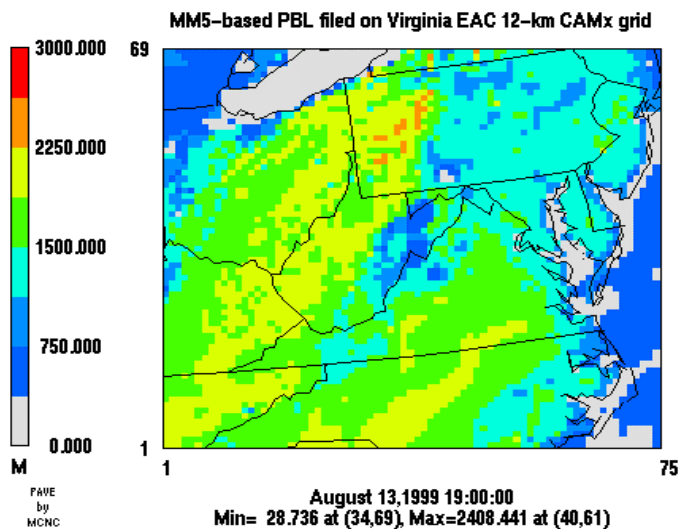 MM5-based PBL filed on Virginia EAC 12-km CAMx grid
3000.000
2250.000
1500.000
750.000
0.000
M
69
1
1
75
PAVE
by
MCNC
August 13,1999 19:00:00
Min= 28.736 at (34,69), Max=2408.441 at (40,61)